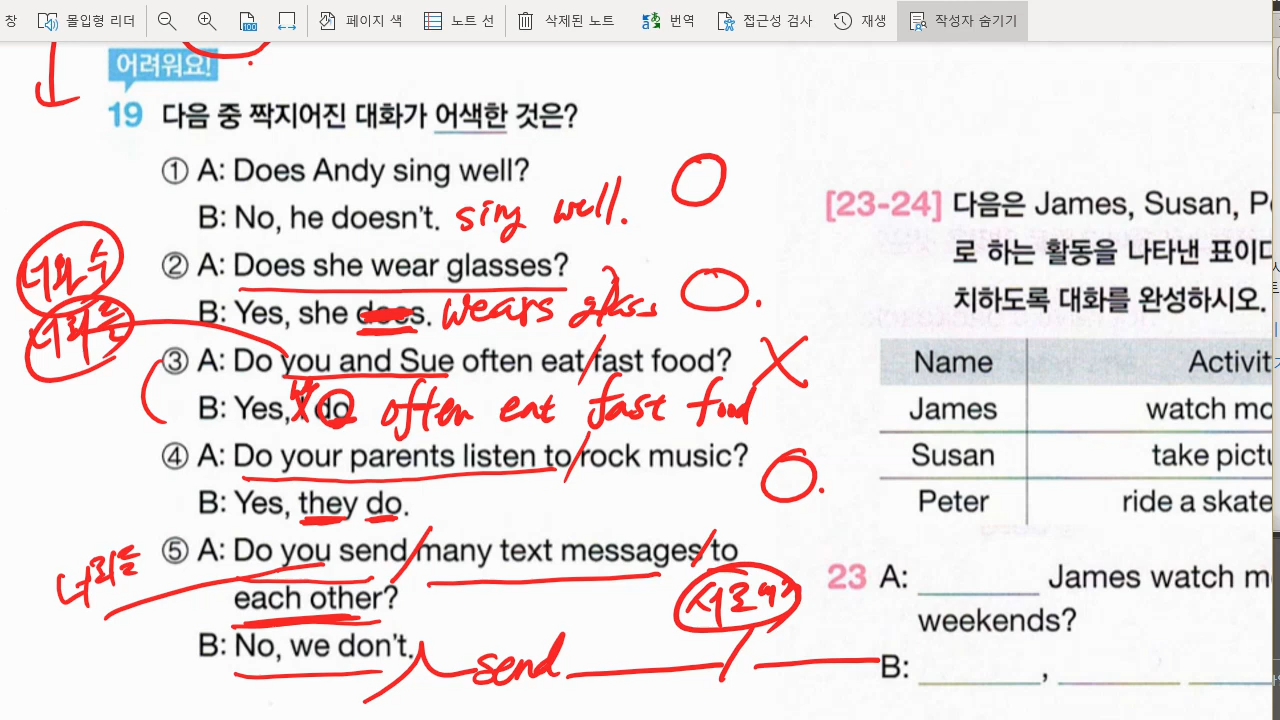 창 몰입형 리더 페이지 색 노트 선 삭제된 노트 번역 접근성 검사 재생 작성자 숨기기
어려워요!
19 다음 중 짝지어진 대화가 어색한 것은?
① A: Does Andy sing well?
B: No, he doesn't. sing well.
② A: Does she wear glasses?
B: Yes, she does. wears glass
너와 수
너희들
③ A: Do you and Sue often eat fast food?
B: Yes, I do. often eat fast food
④ A: Do your parents listen to rock music?
B: Yes, they do.
⑤ A: Do you send many text messages to
each other?
너희들
서로에게
B: No, we don't. send
[23-24] 다음은 James, Susan, Pe
로 하는 활동을 나타낸 표이다
치하도록 대화를 완성하시오.
Name Activit
James watch mo
Susan take pictu
Peter ride a skate
23 A: James watch m
weekends?
B: ,